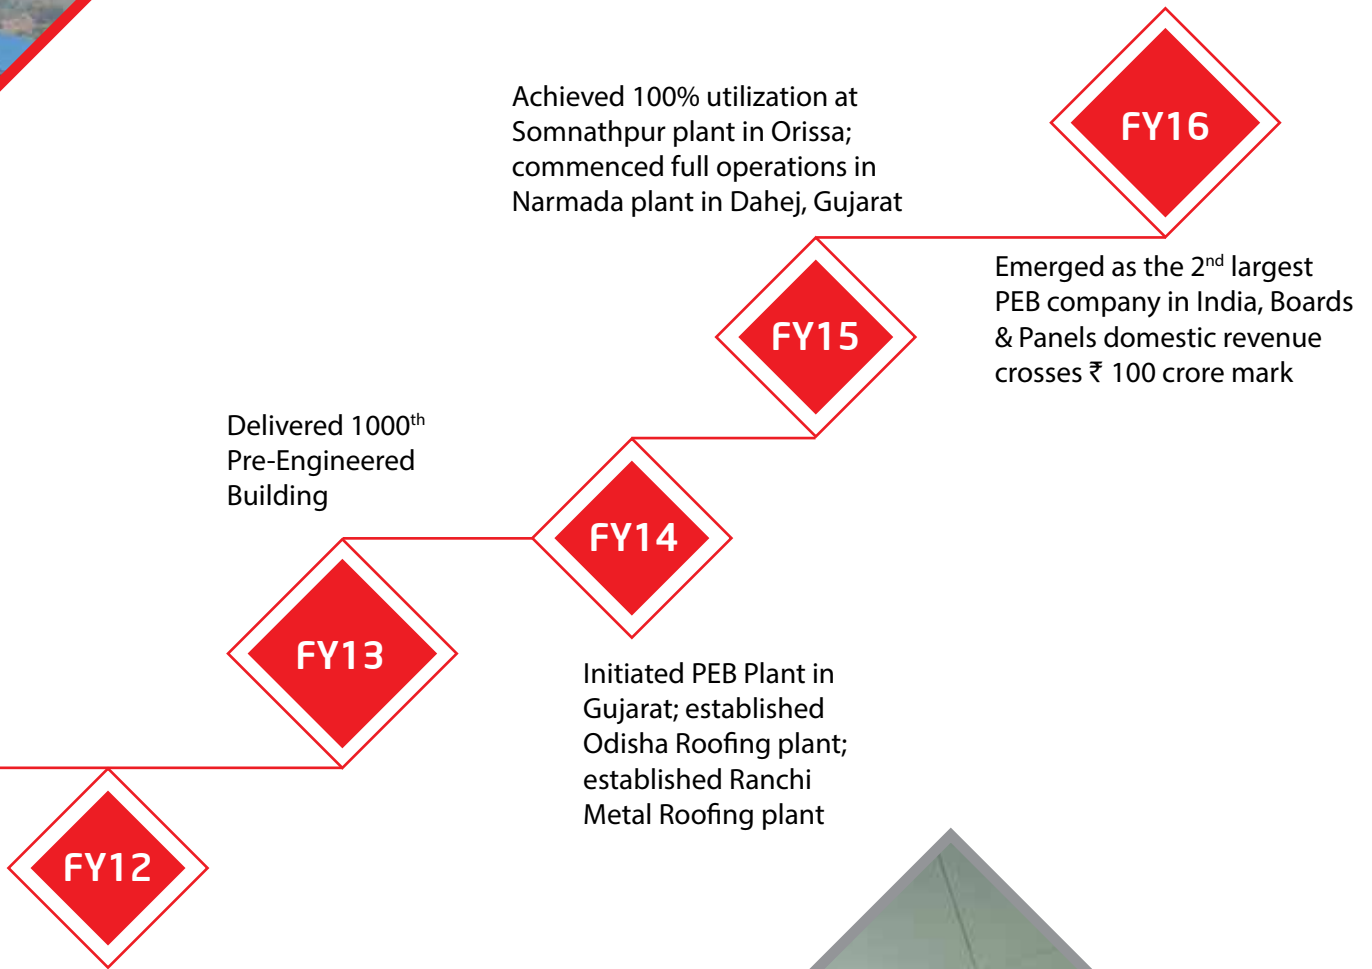 FY16
Achieved 100% utilization at
Somnathpur plant in Orissa;
commenced full operations in
Narmada plant in Dahej, Gujarat
Emerged as the 2nd largest
PEB company in India, Boards
& Panels domestic revenue
crosses ₹ 100 crore mark
FY15
Delivered 1000th
Pre-Engineered
Building
FY14
FY13
Initiated PEB Plant in
Gujarat; established
Odisha Roofing plant;
established Ranchi
Metal Roofing plant
FY12